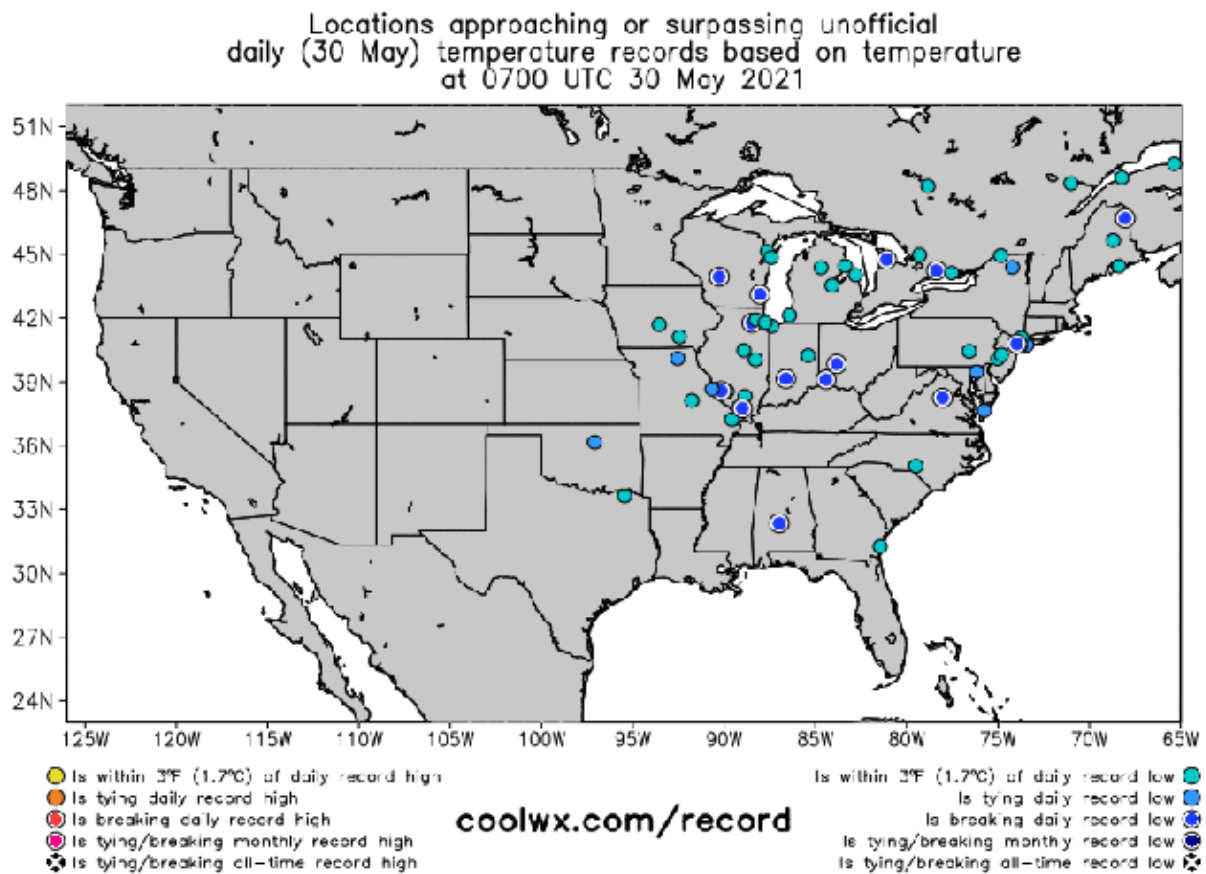 Locations approaching or surpassing unofficial
daily (30 May) temperature records based on temperature
at 0700 UTC 30 May 2021
51N
48N
45N
42N
39N
36N
33N
30N
27N
24N
125W 120W 115W 110W 105W 100W 95W 90W 85W 80W 75W 70W 65W
Is within 3°F (1.7°C) of daily record high
Is tying daily record high
Is breaking daily record high
Is tying/breaking monthly record high
Is tying/breaking all-time record high
coolwx.com/record
Is within 3°F (1.7°C) of daily record low
Is tying daily record low
Is breaking daily record low
Is tying/breaking monthly record low
Is tying/breaking all-time record low